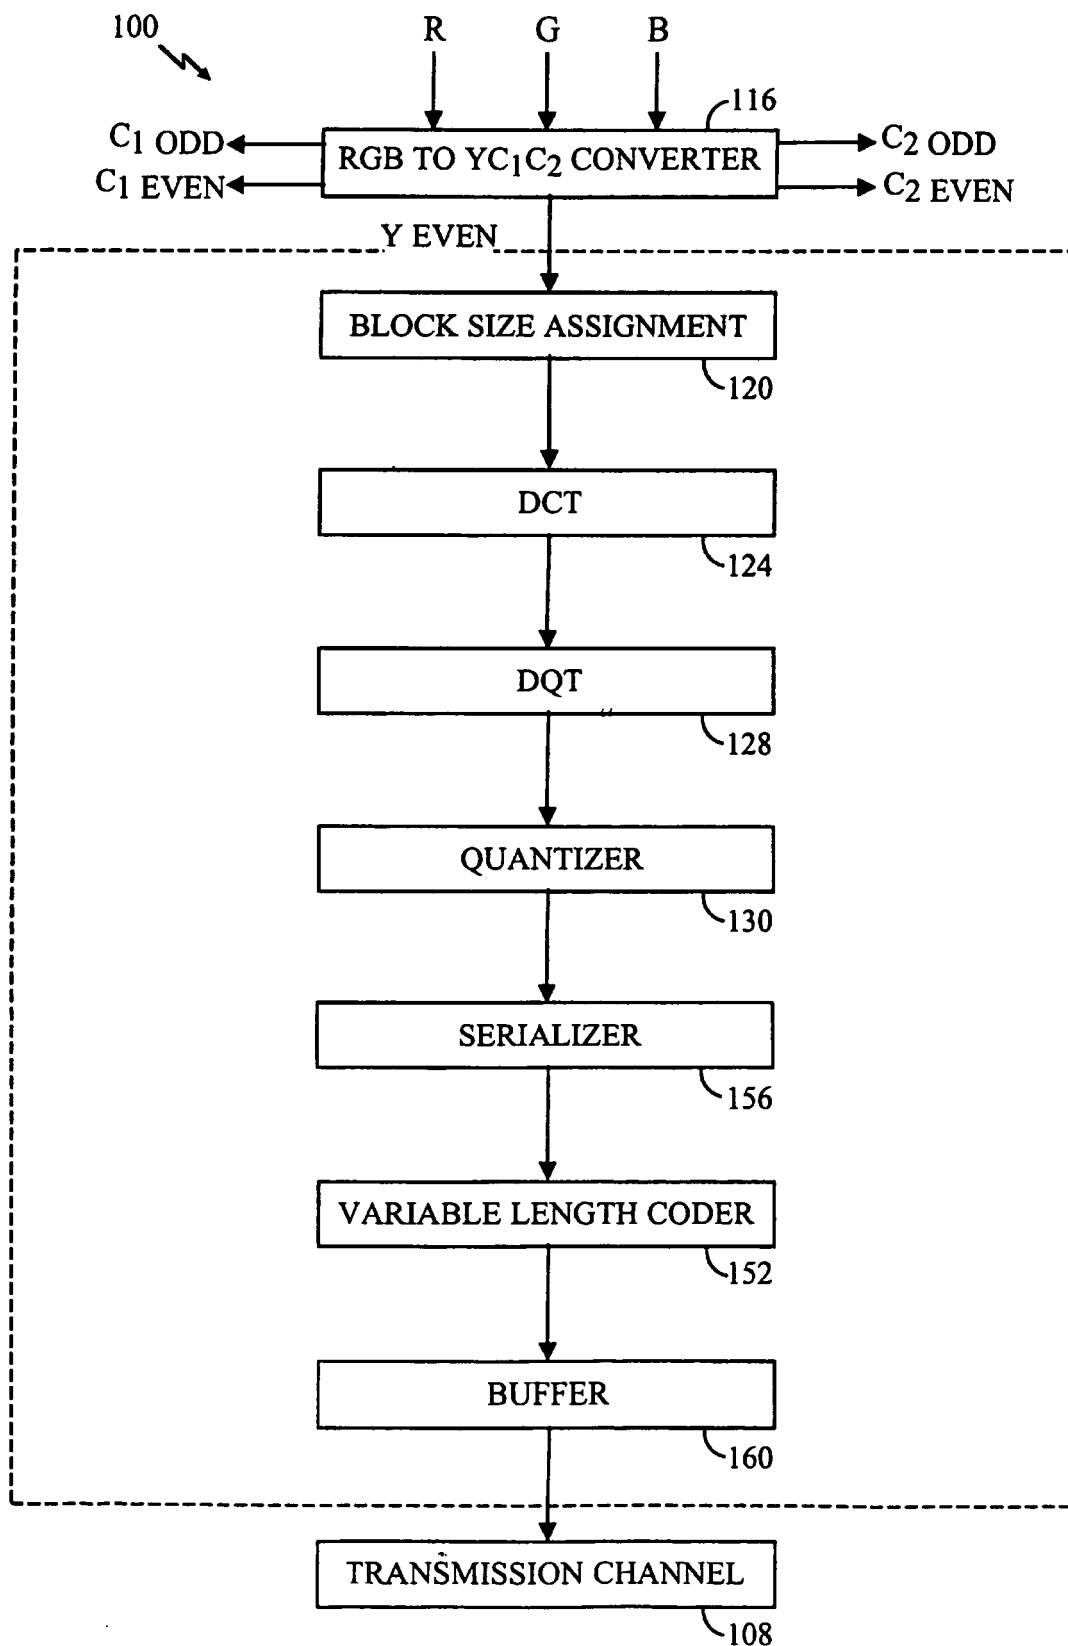 100
R G B
116
C1 ODD
RGB TO YC1C2 CONVERTER
C2 ODD
C1 EVEN
C2 EVEN
Y EVEN
BLOCK SIZE ASSIGNMENT
120
DCT
124
DQT
128
QUANTIZER
130
SERIALIZER
156
VARIABLE LENGTH CODER
152
BUFFER
160
TRANSMISSION CHANNEL
108